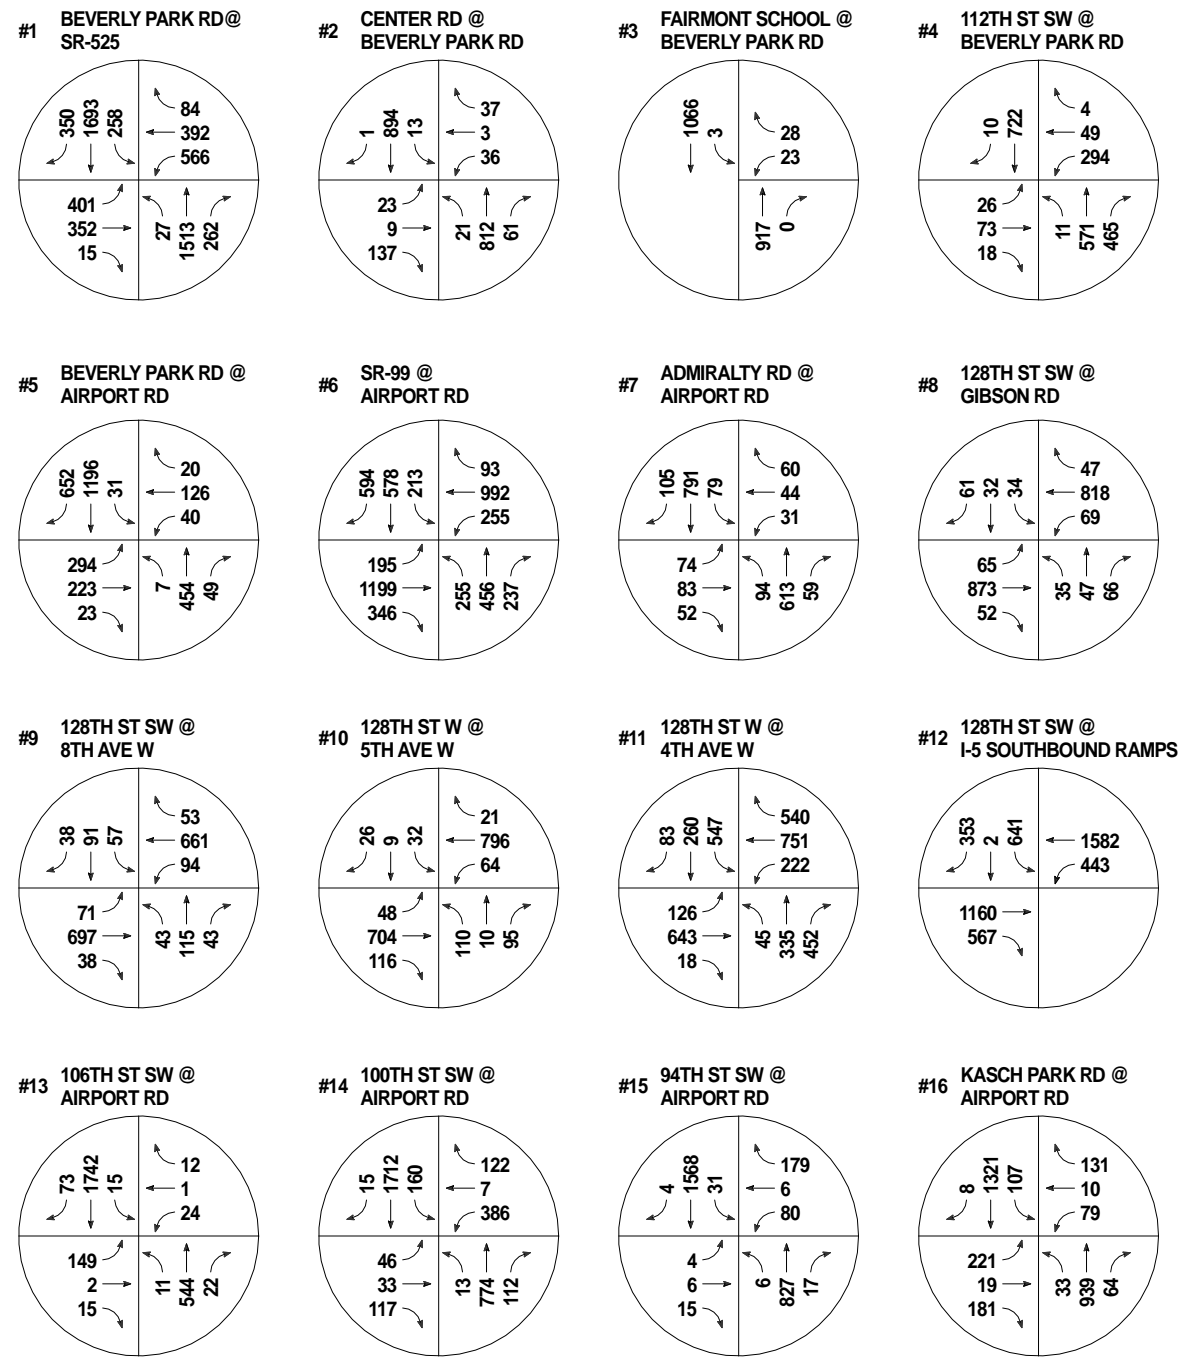 #1 BEVERLY PARK RD@
SR-525
350 1693 258
84
392
566
401
352
15
27 1513 262
#2 CENTER RD @
BEVERLY PARK RD
1 894 13
37
3
36
23
9
137
21 812 61
#3 FAIRMONT SCHOOL @
BEVERLY PARK RD
1066 3
28
23
917 0
#4 112TH ST SW @
BEVERLY PARK RD
10 722
4
49
294
26
73
18
11 571 465
#5 BEVERLY PARK RD @
AIRPORT RD
652 1196 31
20
126
40
294
223
23
7 454 49
#6 SR-99 @
AIRPORT RD
594 578 213
93
992
255
195
1199
346
255 456 237
#7 ADMIRALTY RD @
AIRPORT RD
105 791 79
60
44
31
74
83
52
94 613 59
#8 128TH ST SW @
GIBSON RD
61 32 34
47
818
69
65
873
52
35 47 66
#9 128TH ST SW @
8TH AVE W
38 91 57
53
661
94
71
697
38
43 115 43
#10 128TH ST W @
5TH AVE W
26 9 32
21
796
64
48
704
116
110 10 95
#11 128TH ST W @
4TH AVE W
83 260 547
540
751
222
126
643
18
45 335 452
#12 128TH ST SW @
I-5 SOUTHBOUND RAMPS
353 2 641
1582
443
1160
567
#13 106TH ST SW @
AIRPORT RD
73 1742 15
12
1
24
149
2
15
11 544 22
#14 100TH ST SW @
AIRPORT RD
15 1712 160
122
7
386
46
33
117
13 774 112
#15 94TH ST SW @
AIRPORT RD
4 1568 31
179
6
80
4
6
15
6 827 17
#16 KASCH PARK RD @
AIRPORT RD
8 1321 107
131
10
79
221
19
181
33 939 64